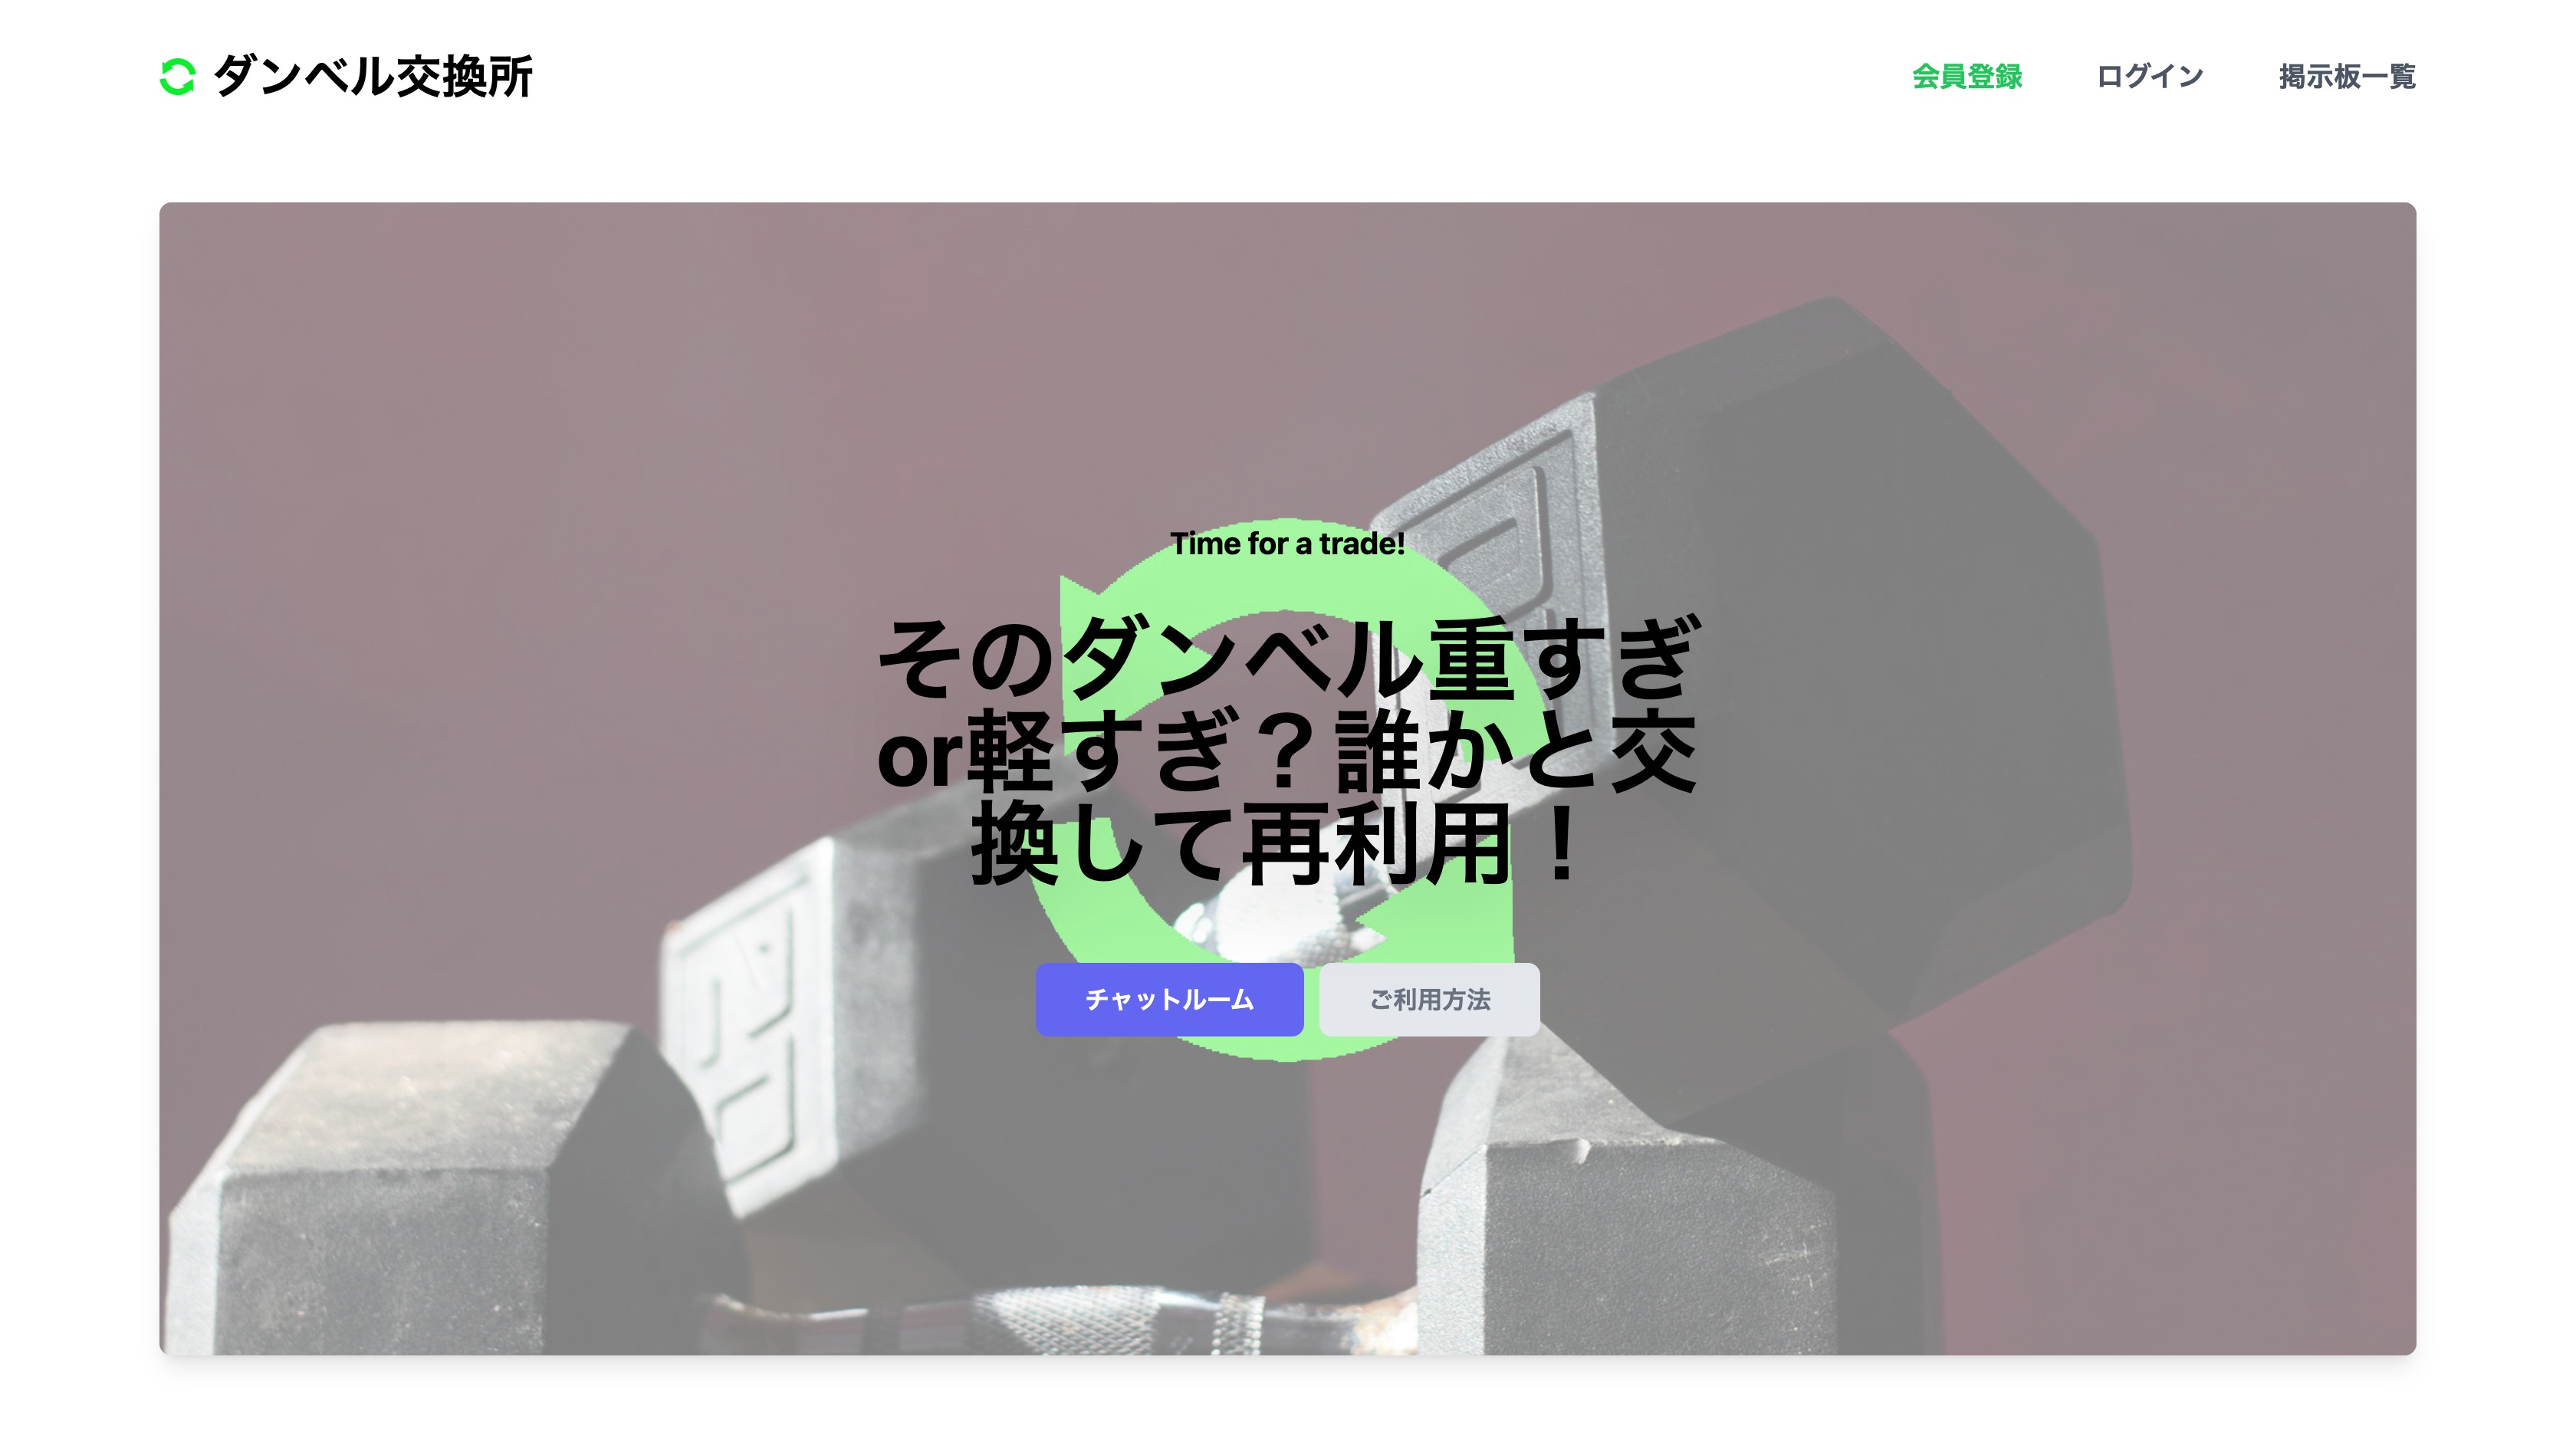 ダンベル交換所
会員登録 ログイン 掲示板一覧
Time for a trade!
そのダンベル重すぎ
or軽すぎ？誰かと交
換して再利用！
チャットルーム ご利用方法